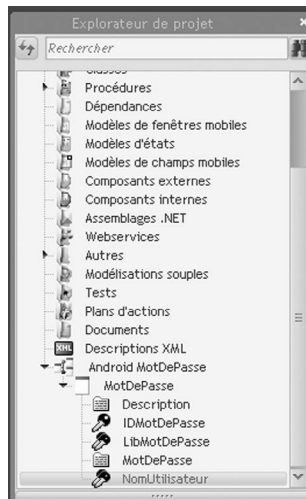 Explorateur de projet
Rechercher
Classes
Procédures
Dépendances
Modèles de fenêtres mobiles
Modèles d'états
Modèles de champs mobiles
Composants externes
Composants internes
Assemblages .NET
Webservices
Autres
Modélisations souples
Tests
Plans d'actions
Documents
Descriptions XML
Android MotDePasse
MotDePasse
Description
IDMotDePasse
LibMotDePasse
MotDePasse
NomUtilisateur